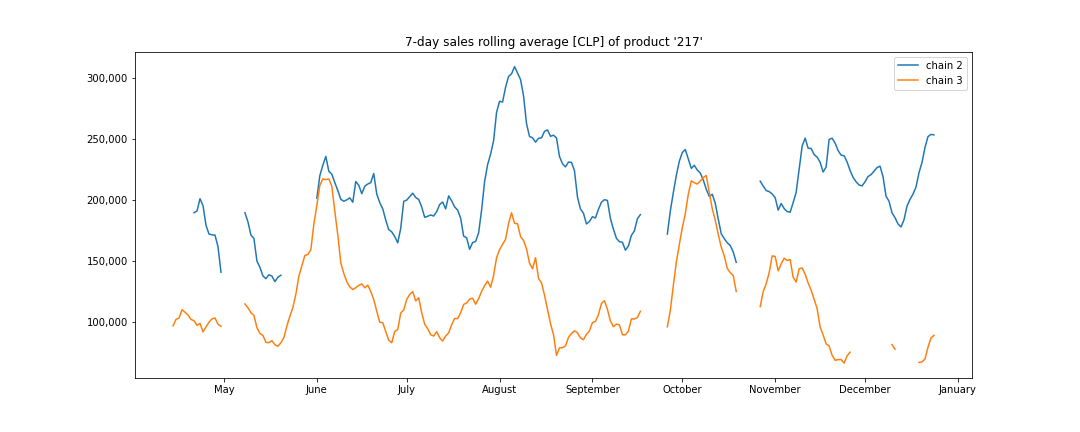 7-day sales rolling average [CLP] of product '217'
chain 2
chain 3
300,000
250,000
200,000
150,000
100,000
May June July August September October November December January